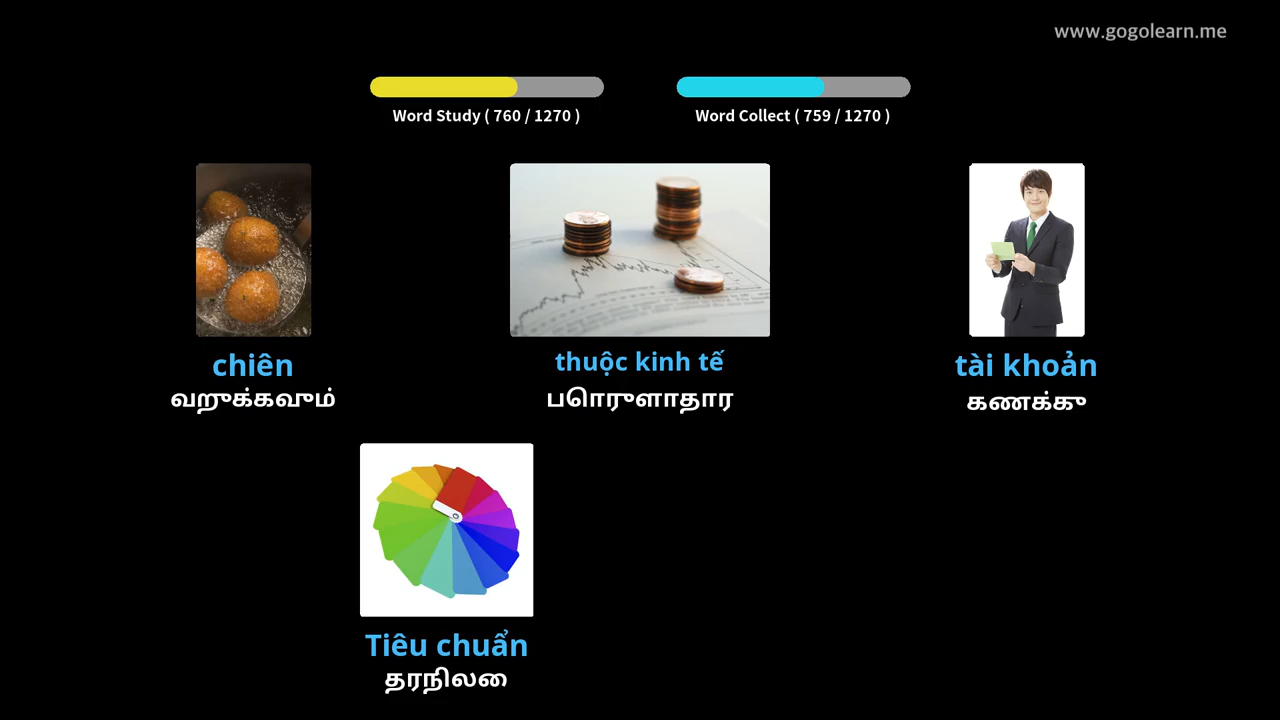 www.gogolearn.me
Word Study ( 760 / 1270 )
Word Collect ( 759 / 1270 )
chiên
வறுக்கவும்
thuộc kinh tế
பொருளாதார
tài khoản
கணக்கு
Tiêu chuẩn
தரநிலை